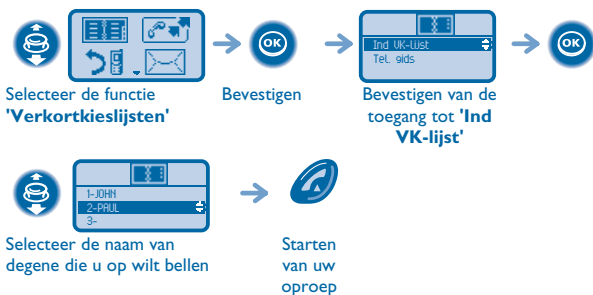 OK
Ind VK-lijst
Tel. gids
OK
Selecteer de functie
'Verkortkieslijsten'
Bevestigen
Bevestigen van de
toegang tot 'Ind
VK-lijst'
1-JOHN
2-PAUL
3-
Selecteer de naam van
degene die u op wilt bellen
Starten
van uw
oproep